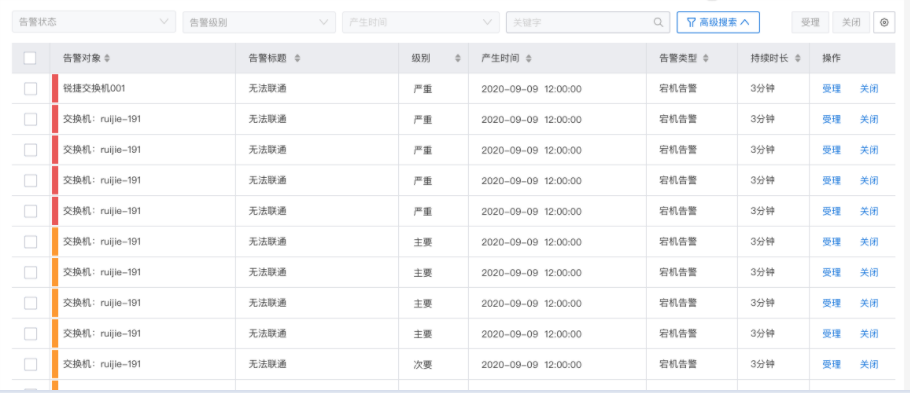 告警状态 告警级别 产生时间 关键字 高级搜索 受理 关闭
告警对象 告警标题 级别 产生时间 告警类型 持续时长 操作
锐捷交换机001 无法联通 严重 2020-09-09 12:00:00 宕机告警 3分钟 受理 关闭
交换机：ruijie-191 无法联通 严重 2020-09-09 12:00:00 宕机告警 3分钟 受理 关闭
交换机：ruijie-191 无法联通 严重 2020-09-09 12:00:00 宕机告警 3分钟 受理 关闭
交换机：ruijie-191 无法联通 严重 2020-09-09 12:00:00 宕机告警 3分钟 受理 关闭
交换机：ruijie-191 无法联通 严重 2020-09-09 12:00:00 宕机告警 3分钟 受理 关闭
交换机：ruijie-191 无法联通 主要 2020-09-09 12:00:00 宕机告警 3分钟 受理 关闭
交换机：ruijie-191 无法联通 主要 2020-09-09 12:00:00 宕机告警 3分钟 受理 关闭
交换机：ruijie-191 无法联通 主要 2020-09-09 12:00:00 宕机告警 3分钟 受理 关闭
交换机：ruijie-191 无法联通 主要 2020-09-09 12:00:00 宕机告警 3分钟 受理 关闭
交换机：ruijie-191 无法联通 次要 2020-09-09 12:00:00 宕机告警 3分钟 受理 关闭